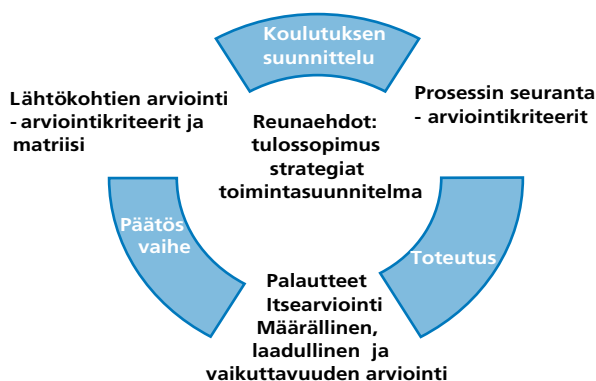 Koulutuksen
suunnittelu
Lähtökohtien arviointi
- arviointikriteerit ja
matriisi
Prosessin seuranta
- arviointikriteerit
Reunaehdot:
tulossopimus
strategiat
toimintasuunnitelma
Päätös
vaihe
Toteutus
Palautteet
Itsearviointi
Määrällinen,
laadullinen ja
vaikuttavuuden arviointi